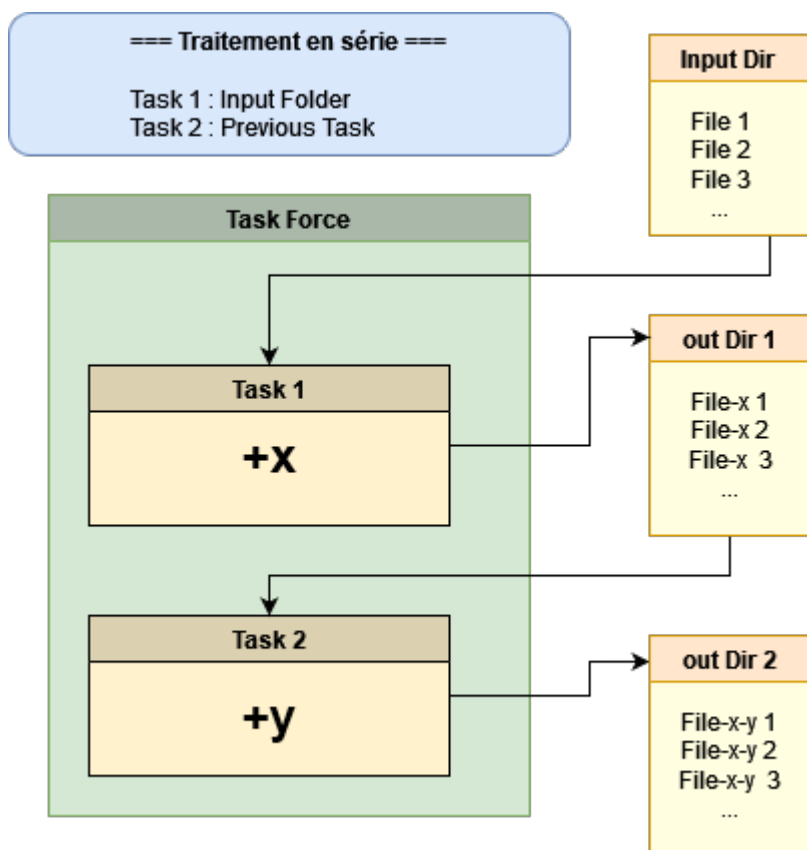 === Traitement en série ===
Task 1 : Input Folder
Task 2 : Previous Task
Input Dir
File 1
File 2
File 3
...
Task Force
Task 1
+x
out Dir 1
File-x 1
File-x 2
File-x 3
...
Task 2
+y
out Dir 2
File-x-y 1
File-x-y 2
File-x-y 3
...